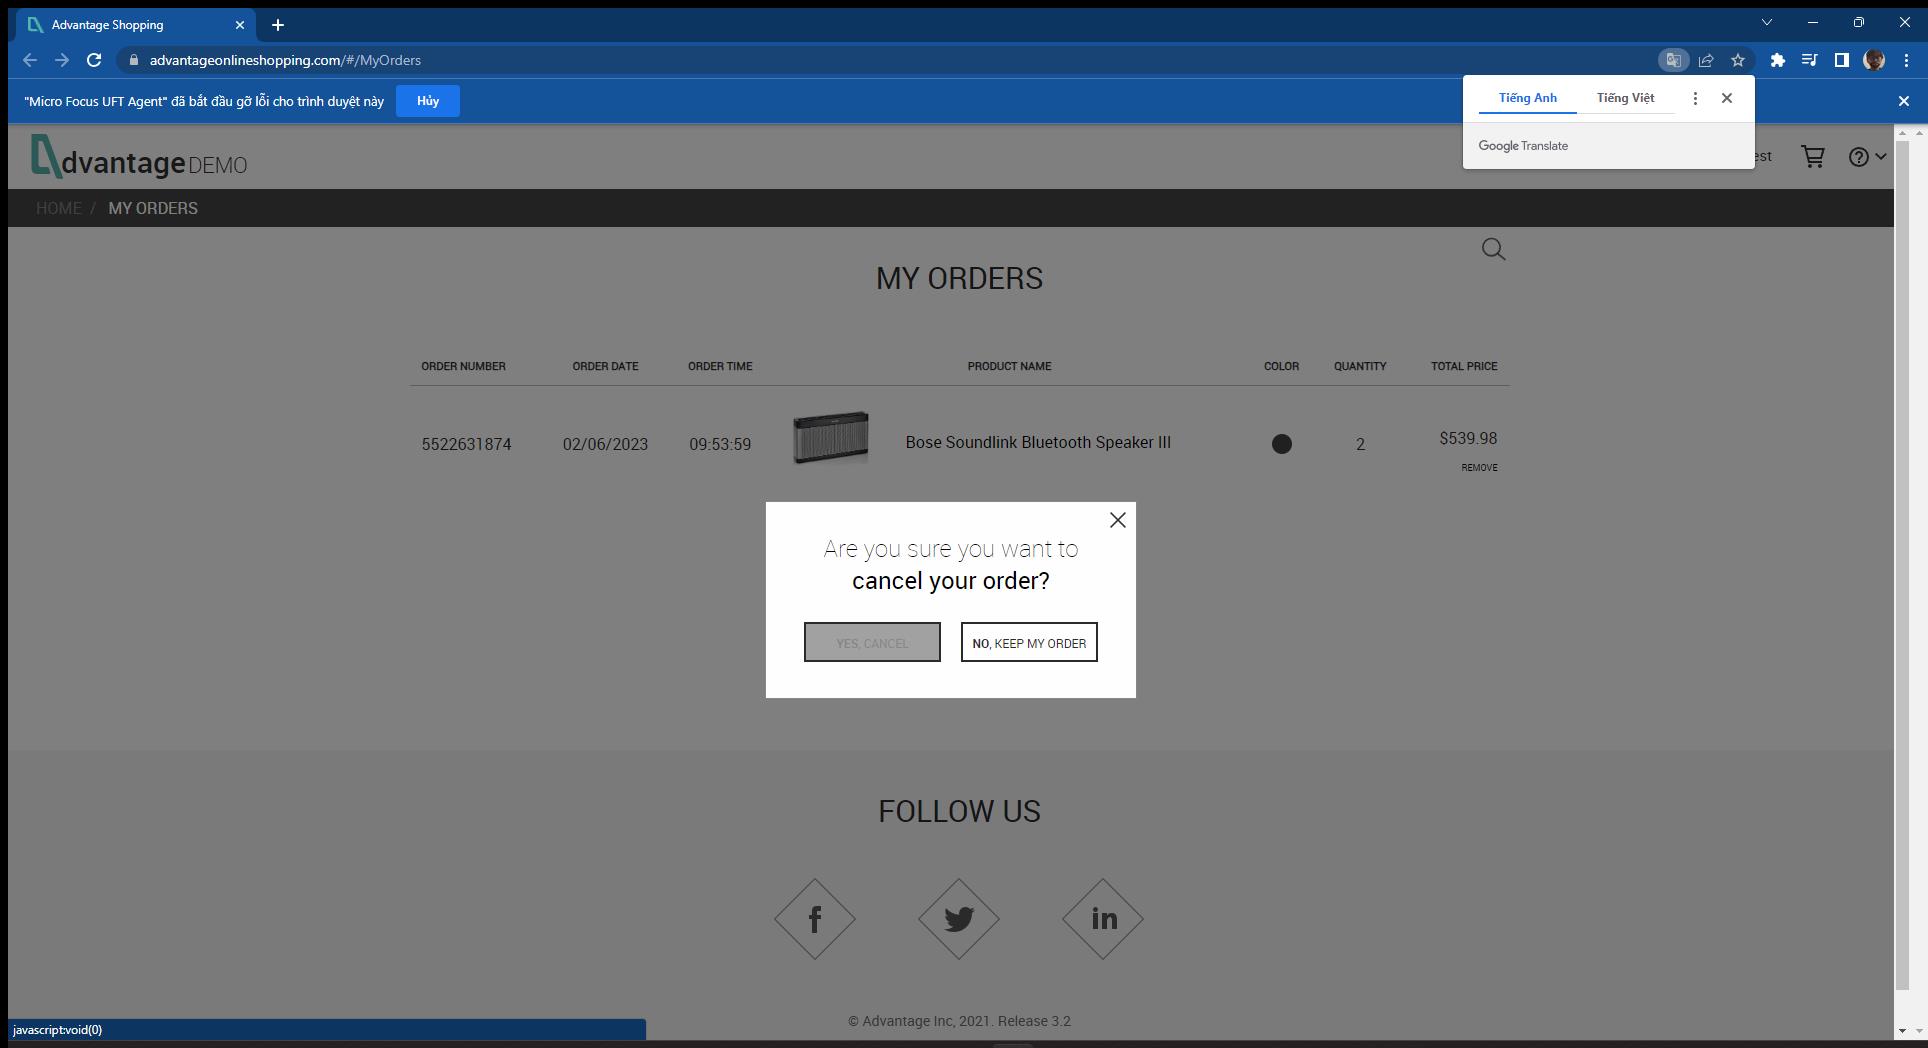 Advantage Shopping
advantageonlineshopping.com/#/MyOrders
"Micro Focus UFT Agent" đã bắt đầu gỡ lỗi cho trình duyệt này
Hủy
Tiếng Anh
Tiếng Việt
Google Translate
dvantage DEMO
est
HOME / MY ORDERS
MY ORDERS
ORDER NUMBER ORDER DATE ORDER TIME PRODUCT NAME COLOR QUANTITY TOTAL PRICE
5522631874 02/06/2023 09:53:59 Bose Soundlink Bluetooth Speaker III 2 $539.98
REMOVE
Are you sure you want to
cancel your order?
YES, CANCEL
NO, KEEP MY ORDER
FOLLOW US
© Advantage Inc, 2021. Release 3.2
javascript:void(0)